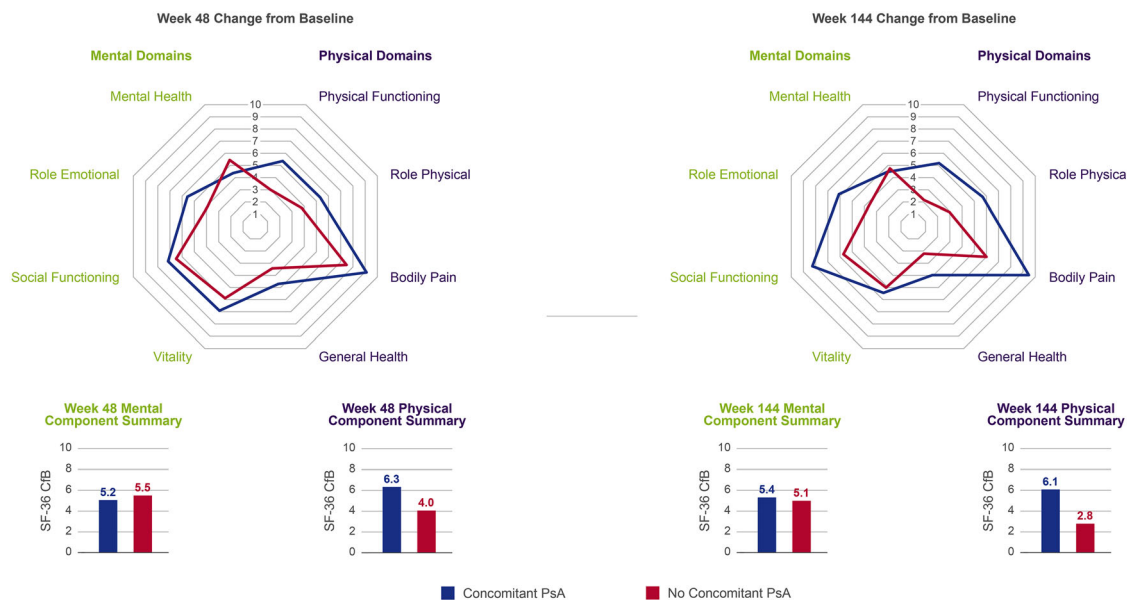 Week 48 Change from Baseline
Mental Domains
Physical Domains
Mental Health
Physical Functioning
10
9
8
7
6
5
4
3
2
1
Role Emotional
Role Physical
Social Functioning
Bodily Pain
Vitality
General Health
Week 144 Change from Baseline
Mental Domains
Physical Domains
Mental Health
Physical Functioning
10
9
8
7
6
5
4
3
2
1
Role Emotional
Role Physica
Social Functioning
Bodily Pain
Vitality
General Health
Week 48 Mental
Component Summary
SF-36 CfB
10
8
6
4
2
0
5.2
5.5
Week 48 Physical
Component Summary
SF-36 CfB
10
8
6
4
2
0
6.3
4.0
Week 144 Mental
Component Summary
SF-36 CfB
10
8
6
4
2
0
5.4
5.1
Week 144 Physical
Component Summary
SF-36 CfB
10
8
6
4
2
0
6.1
2.8
Concomitant PsA
No Concomitant PsA